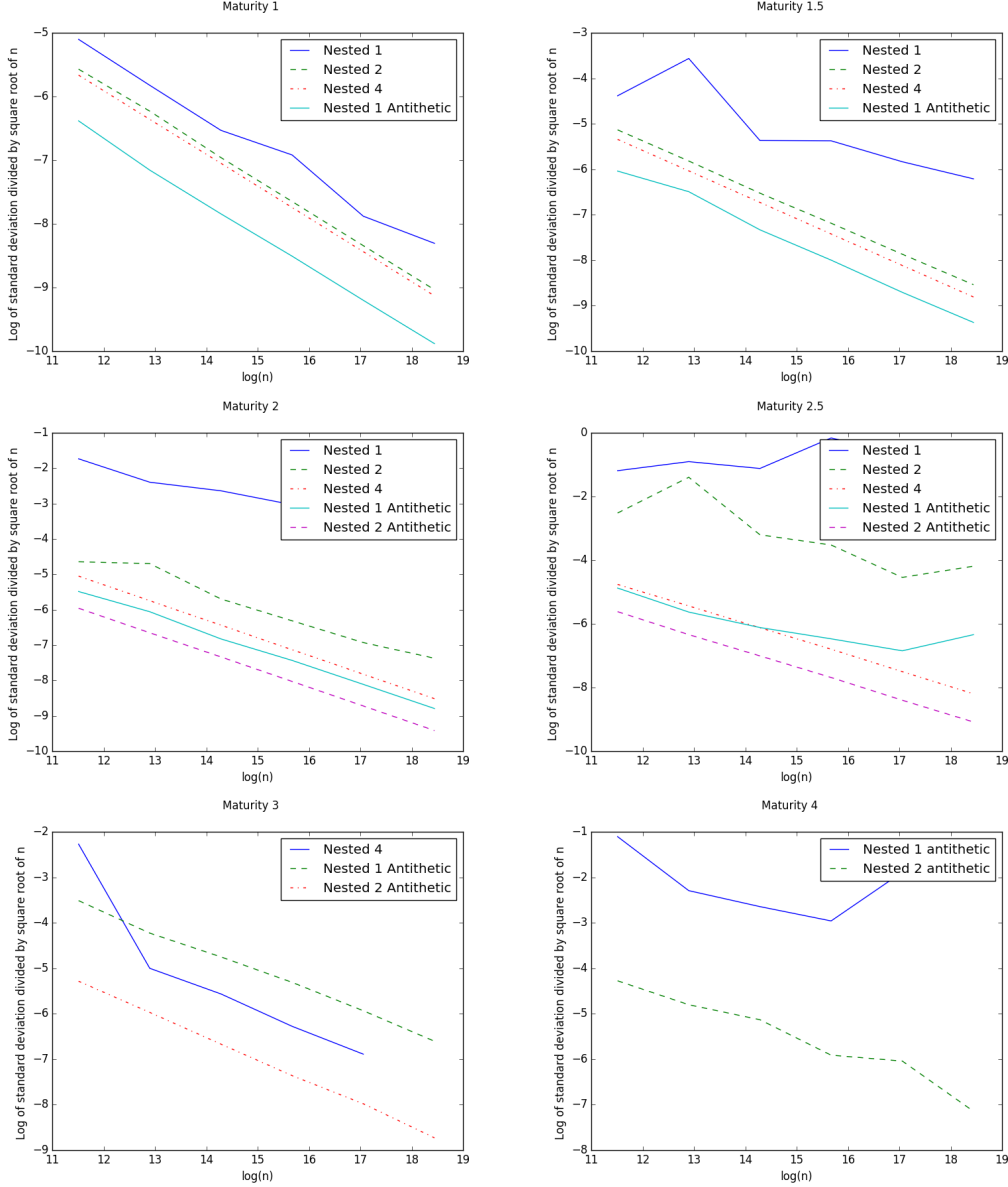 Maturity 1
Log of standard deviation divided by square root of n
−5
−6
−7
−8
−9
−10
Nested 1
Nested 2
Nested 4
Nested 1 Antithetic
11 12 13 14 15 16 17 18 19
log(n)
Maturity 1.5
Log of standard deviation divided by square root of n
−3
−4
−5
−6
−7
−8
−9
−10
Nested 1
Nested 2
Nested 4
Nested 1 Antithetic
11 12 13 14 15 16 17 18 19
log(n)
Maturity 2
Log of standard deviation divided by square root of n
−1
−2
−3
−4
−5
−6
−7
−8
−9
−10
Nested 1
Nested 2
Nested 4
Nested 1 Antithetic
Nested 2 Antithetic
11 12 13 14 15 16 17 18 19
log(n)
Maturity 2.5
Log of standard deviation divided by square root of n
0
−2
−4
−6
−8
−10
Nested 1
Nested 2
Nested 4
Nested 1 Antithetic
Nested 2 Antithetic
11 12 13 14 15 16 17 18 19
log(n)
Maturity 3
Log of standard deviation divided by square root of n
−2
−3
−4
−5
−6
−7
−8
−9
Nested 4
Nested 1 Antithetic
Nested 2 Antithetic
11 12 13 14 15 16 17 18 19
log(n)
Maturity 4
Log of standard deviation divided by square root of n
−1
−2
−3
−4
−5
−6
−7
−8
Nested 1 antithetic
Nested 2 antithetic
11 12 13 14 15 16 17 18 19
log(n)